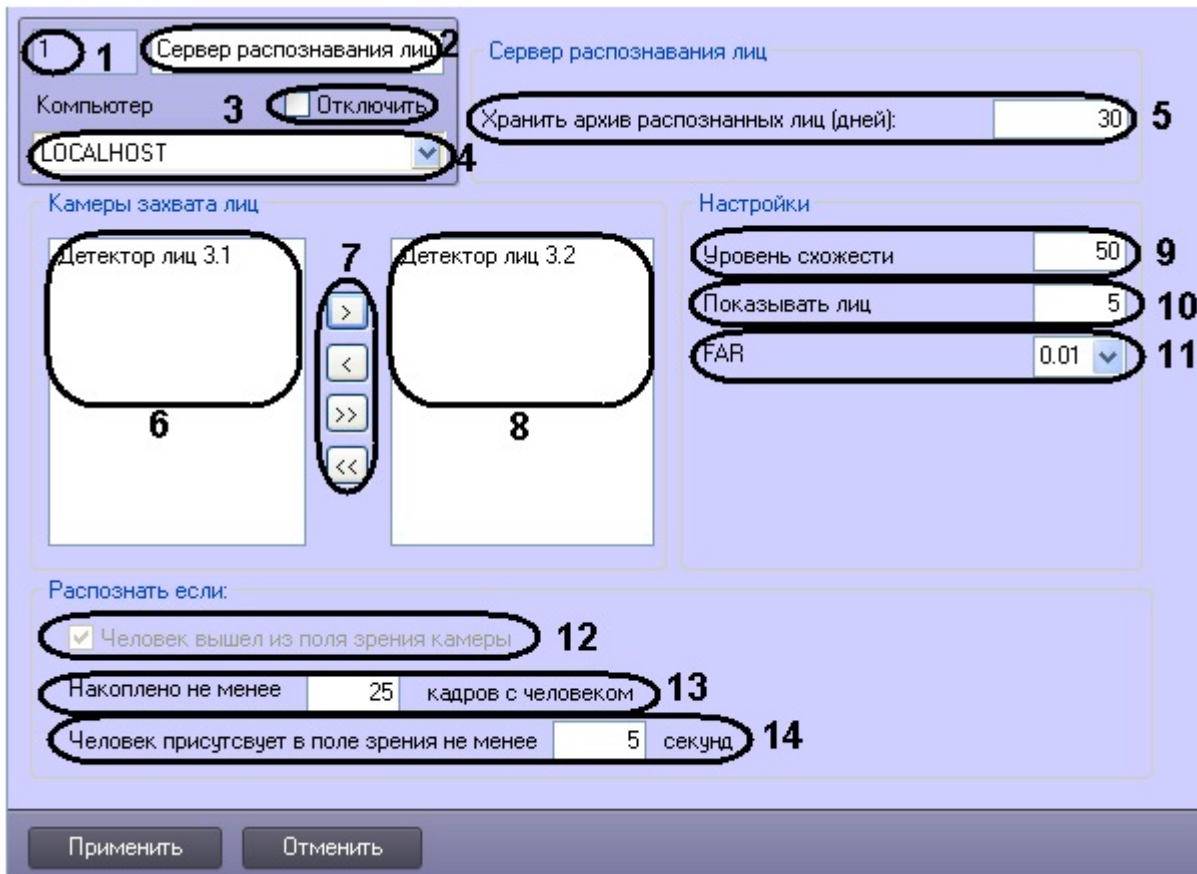 1 1 Сервер распознавания лиц 2
Компьютер 3 Отключить
LOCALHOST 4
Сервер распознавания лиц
Хранить архив распознанных лиц (дней): 30 5
Камеры захвата лиц
Детектор лиц 3.1
6
7
>
<
>>
<<
Детектор лиц 3.2
8
Настройки
Уровень схожести 50 9
Показывать лиц 5 10
FAR 0.01 11
Распознать если:
Человек вышел из поля зрения камеры 12
Накоплено не менее 25 кадров с человеком 13
Человек присутсвует в поле зрения не менее 5 секунд 14
Применить Отменить